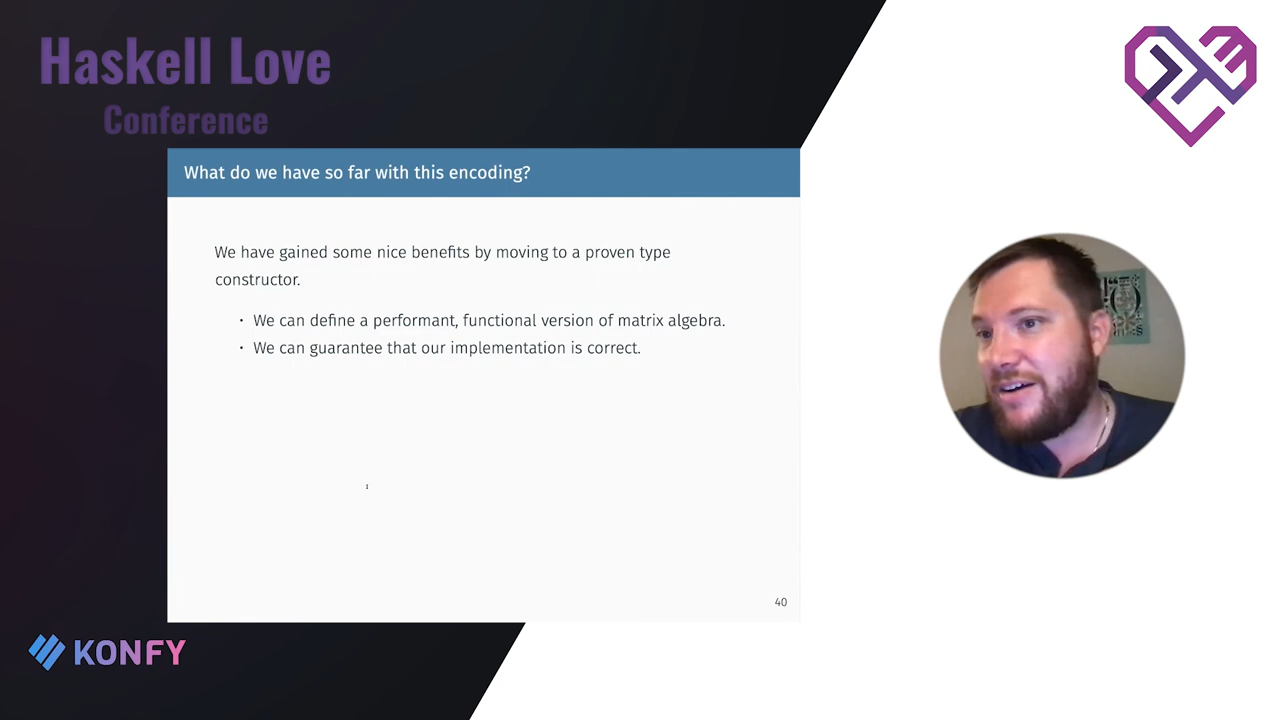 Haskell Love
Conference
What do we have so far with this encoding?
We have gained some nice benefits by moving to a proven type
constructor.
· We can define a performant, functional version of matrix algebra.
· We can guarantee that our implementation is correct.
40
KONFY